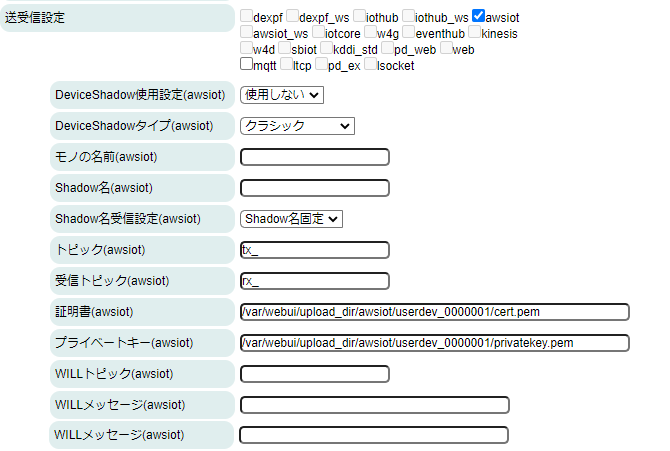 送受信設定 dexpf dexpf_ws iothub iothub_ws awsiot
awsiot_ws iotcore w4g eventhub kinesis
w4d sbiot kddi_std pd_web web
mqtt ltcp pd_ex lsocket
DeviceShadow使用設定(awsiot) 使用しない
DeviceShadowタイプ(awsiot) クラシック
モノの名前(awsiot)
Shadow名(awsiot)
Shadow名受信設定(awsiot) Shadow名固定
トピック(awsiot) tx_
受信トピック(awsiot) rx_
証明書(awsiot) /var/webui/upload_dir/awsiot/userdev_0000001/cert.pem
プライベートキー(awsiot) /var/webui/upload_dir/awsiot/userdev_0000001/privatekey.pem
WILLトピック(awsiot)
WILLメッセージ(awsiot)
WILLメッセージ(awsiot)